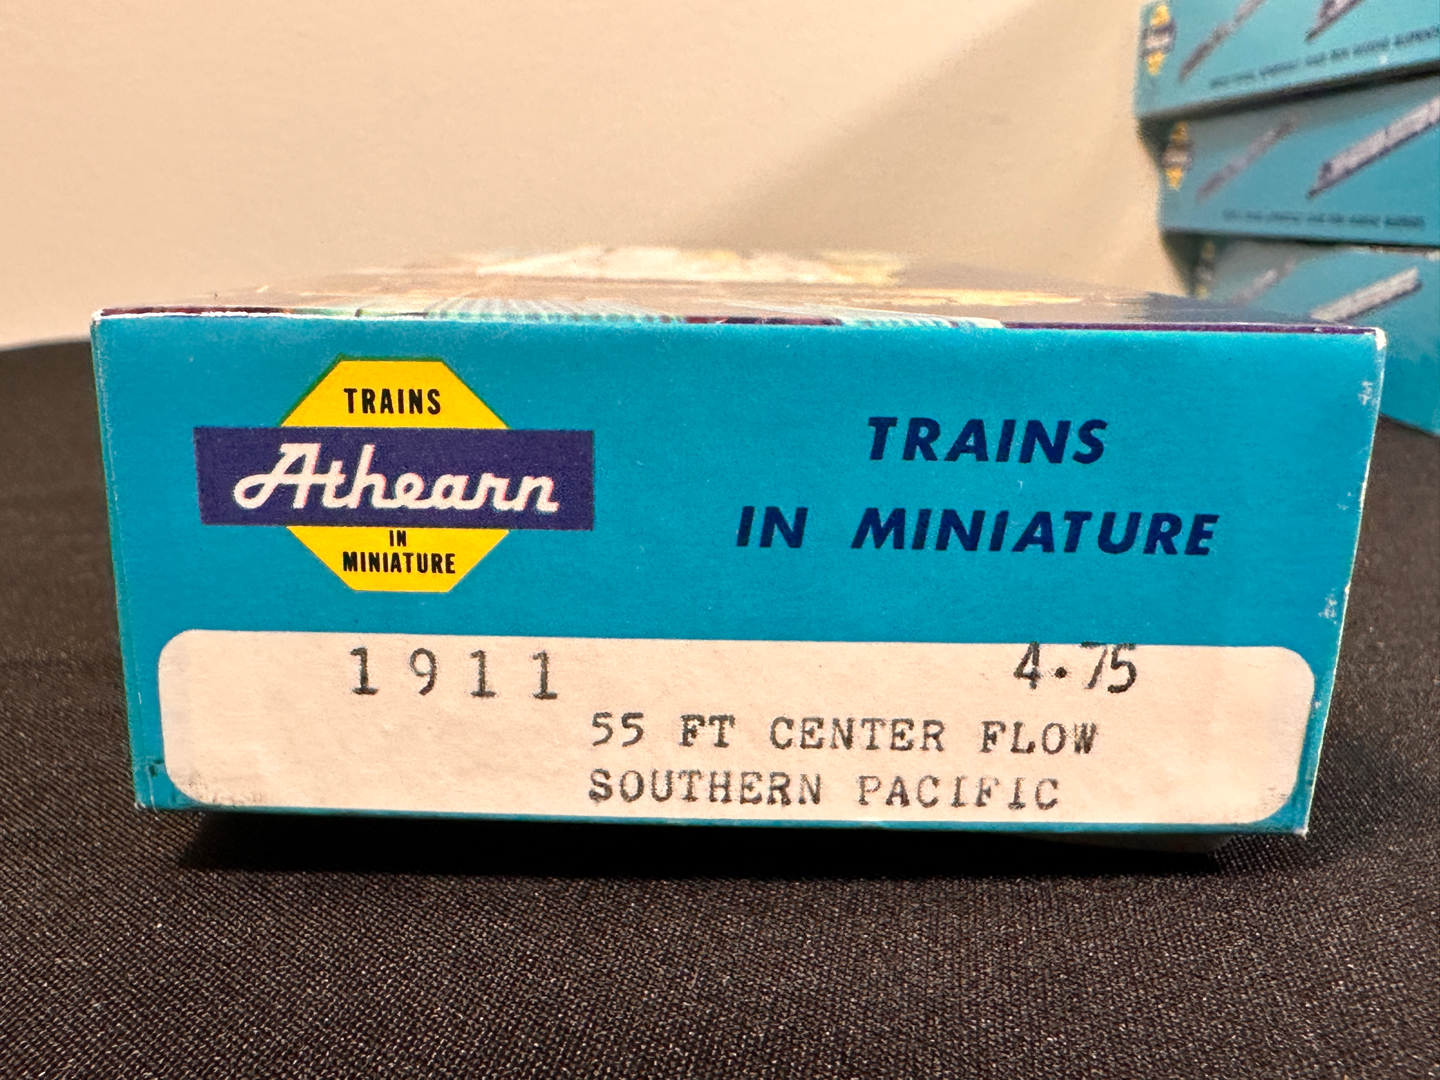 TRAINS
Athearn
IN
MINIATURE
TRAINS
IN MINIATURE
1911
4.75
55 FT CENTER FLOW
SOUTHERN PACIFIC